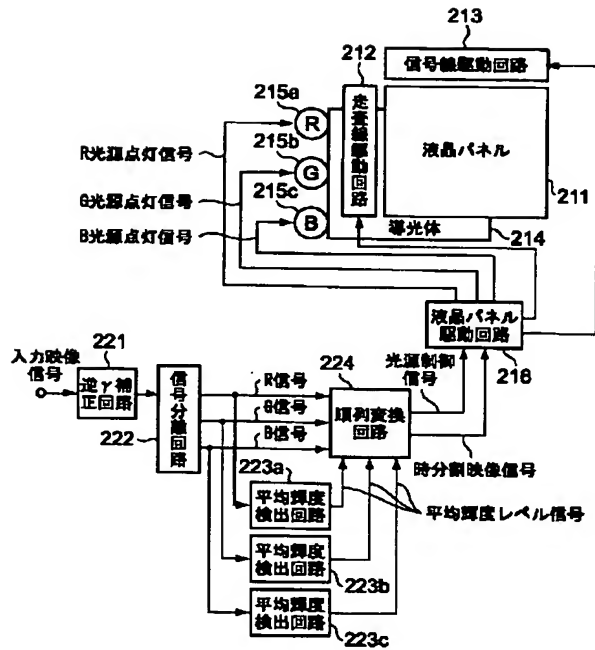 213
212
信号線駆動回路
215a
R
走査線駆動回路
液晶パネル
R光源点灯信号
215b
G
G光源点灯信号
215c
B
B光源点灯信号
211
導光体
214
液晶パネル
駆動回路
218
光源制御
信号
入力映像
信号
221
逆γ補
正回路
信号分離回路
222
R信号
G信号
B信号
224
順列変換
回路
時分割映像信号
223a
平均輝度
検出回路
平均輝度レベル信号
平均輝度
検出回路
223b
平均輝度
検出回路
223c